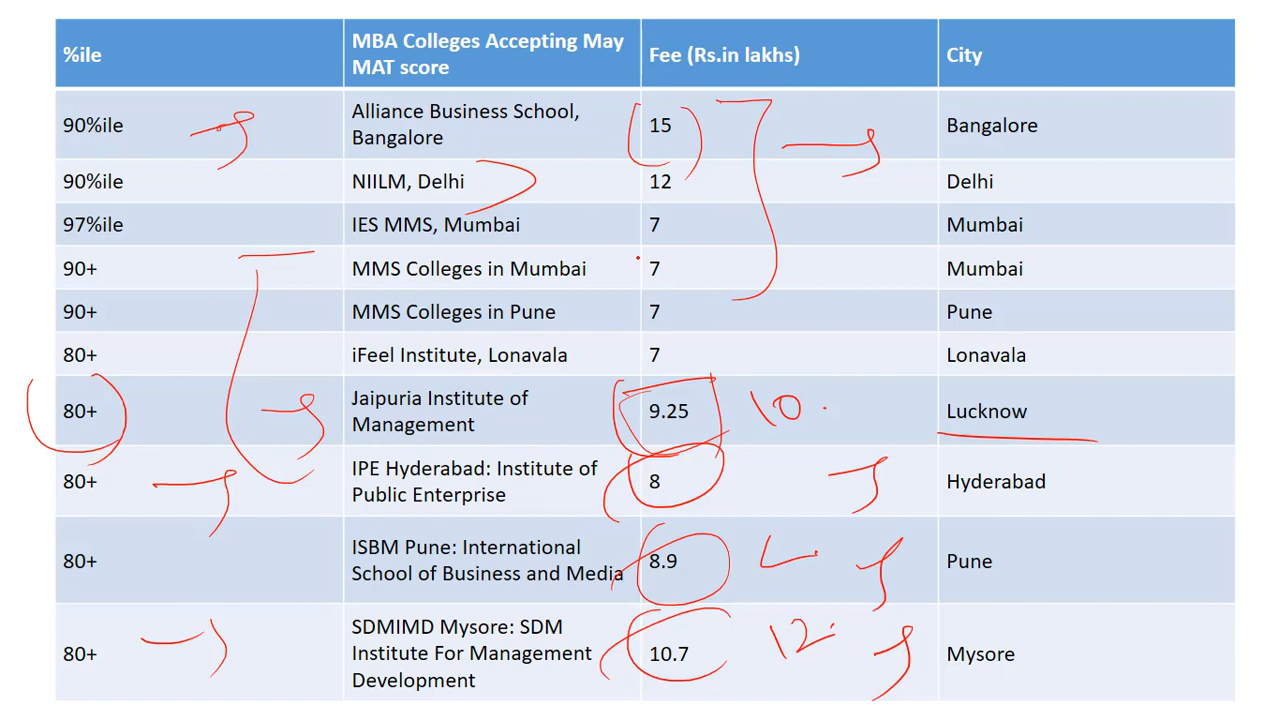 %ile
MBA Colleges Accepting May
MAT score
Fee (Rs.in lakhs)
City
90%ile
Alliance Business School,
Bangalore
15
Bangalore
90%ile
NIILM, Delhi
12
Delhi
97%ile
IES MMS, Mumbai
7
Mumbai
90+
MMS Colleges in Mumbai
7
Mumbai
90+
MMS Colleges in Pune
7
Pune
80+
iFeel Institute, Lonavala
7
Lonavala
80+
Jaipuria Institute of
Management
9.25
10
Lucknow
80+
IPE Hyderabad: Institute of
Public Enterprise
8
Hyderabad
80+
ISBM Pune: International
School of Business and Media
8.9
Pune
80+
SDMIMD Mysore: SDM
Institute For Management
Development
10.7
12
Mysore